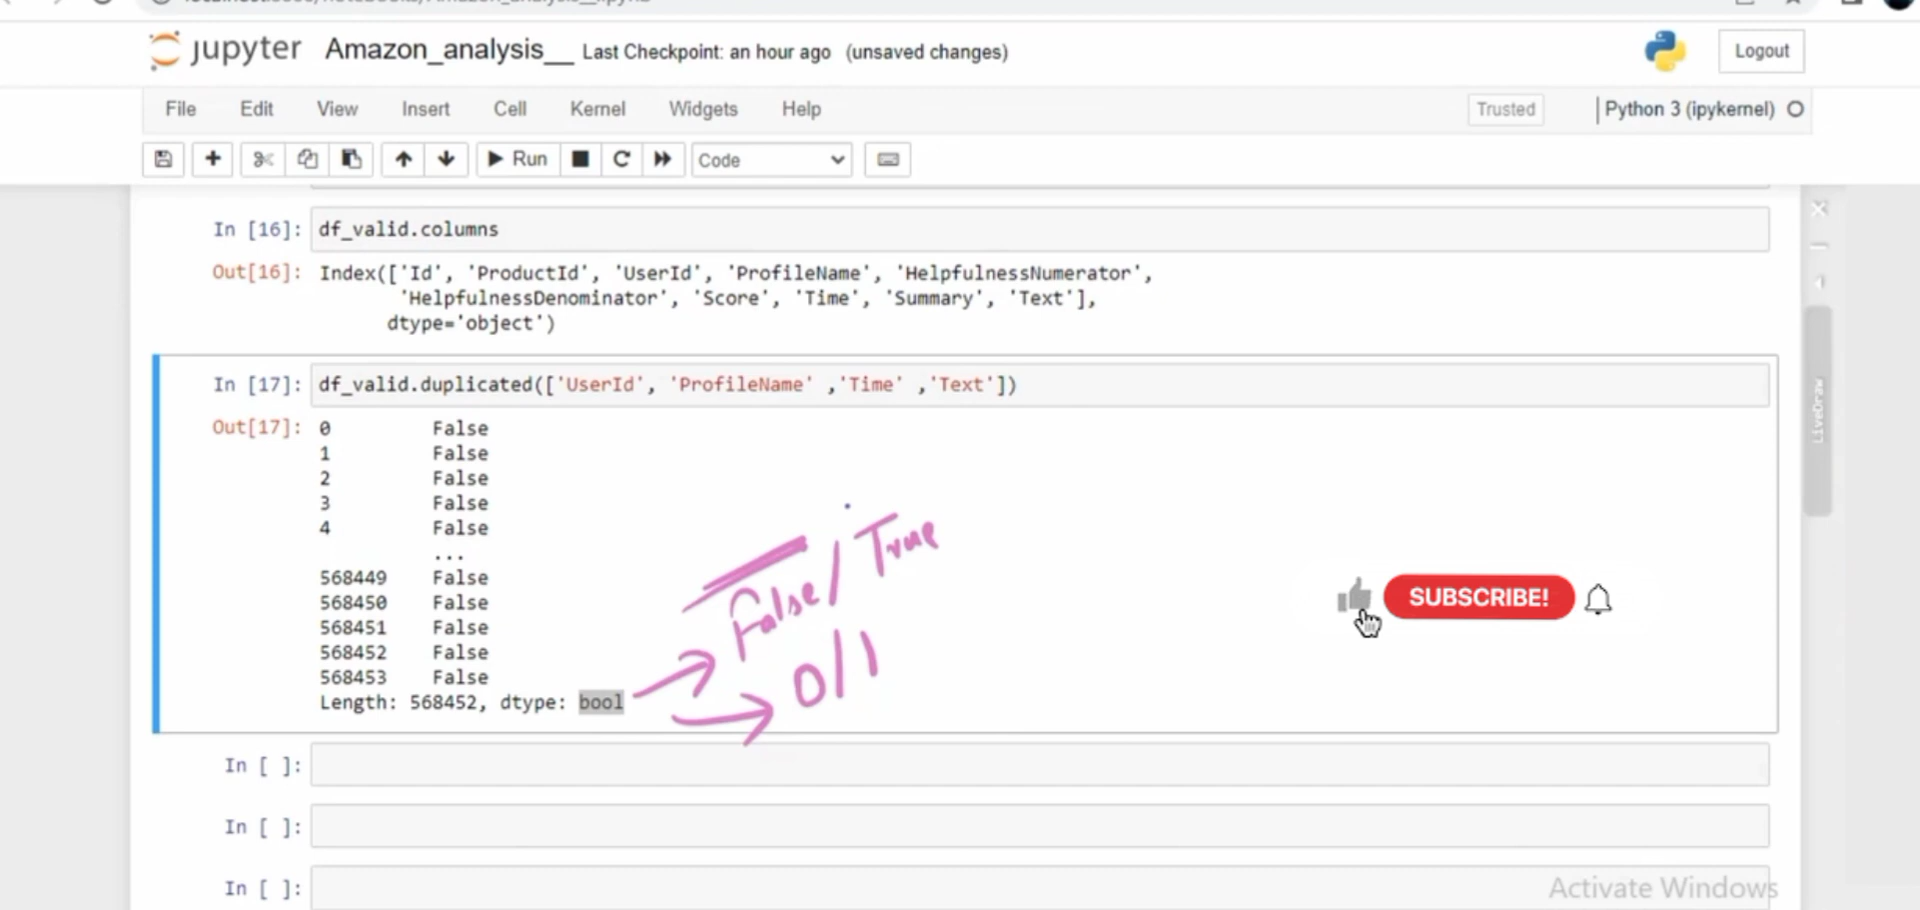 jupyter Amazon_analysis__ Last Checkpoint: an hour ago (unsaved changes)
Logout
File Edit View Insert Cell Kernel Widgets Help
Trusted
Python 3 (ipykernel)
Run
Code
In [16]: df_valid.columns
Out[16]: Index(['Id', 'ProductId', 'UserId', 'ProfileName', 'HelpfulnessNumerator',
'HelpfulnessDenominator', 'Score', 'Time', 'Summary', 'Text'],
dtype='object')
In [17]: df_valid.duplicated(['UserId', 'ProfileName' ,'Time' ,'Text'])
Out[17]: 0 False
1 False
2 False
3 False
4 False
...
568449 False
568450 False
568451 False
568452 False
568453 False
Length: 568452, dtype: bool
False/True
0/1
SUBSCRIBE!
LiveDraw
In [ ]:
In [ ]:
In [ ]:
Activate Windows